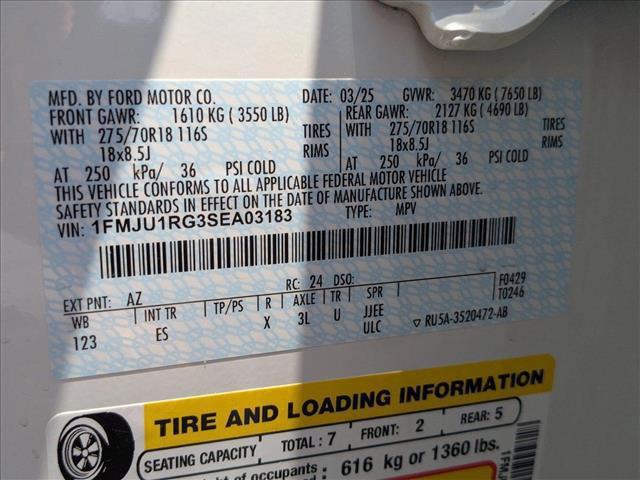 MFD. BY FORD MOTOR CO.
DATE: 03/25 GVWR: 3470 KG (7650 LB)
FRONT GAWR: 1610 KG (3550 LB)
REAR GAWR: 2127 KG (4690 LB)
WITH 275/70R18 116S TIRES
WITH 275/70R18 116S TIRES
18x8.5J RIMS
18x8.5J RIMS
AT 250 kPa/ 36 PSI COLD
AT 250 kPa/ 36 PSI COLD
THIS VEHICLE CONFORMS TO ALL APPLICABLE FEDERAL MOTOR VEHICLE
SAFETY STANDARDS IN EFFECT ON THE DATE OF MANUFACTURE SHOWN ABOVE.
VIN: 1FMJU1RG3SEA03183 TYPE: MPV
EXT PNT: AZ RC: 24 DSO: F0429
WB INT TR TP/PS R AXLE TR SPR T0246
123 ES X 3L U JJEE RU5A-3520472-AB
ULC
TIRE AND LOADING INFORMATION
SEATING CAPACITY TOTAL: 7 FRONT: 2 REAR: 5
of occupants 616 kg or 1360 lbs.